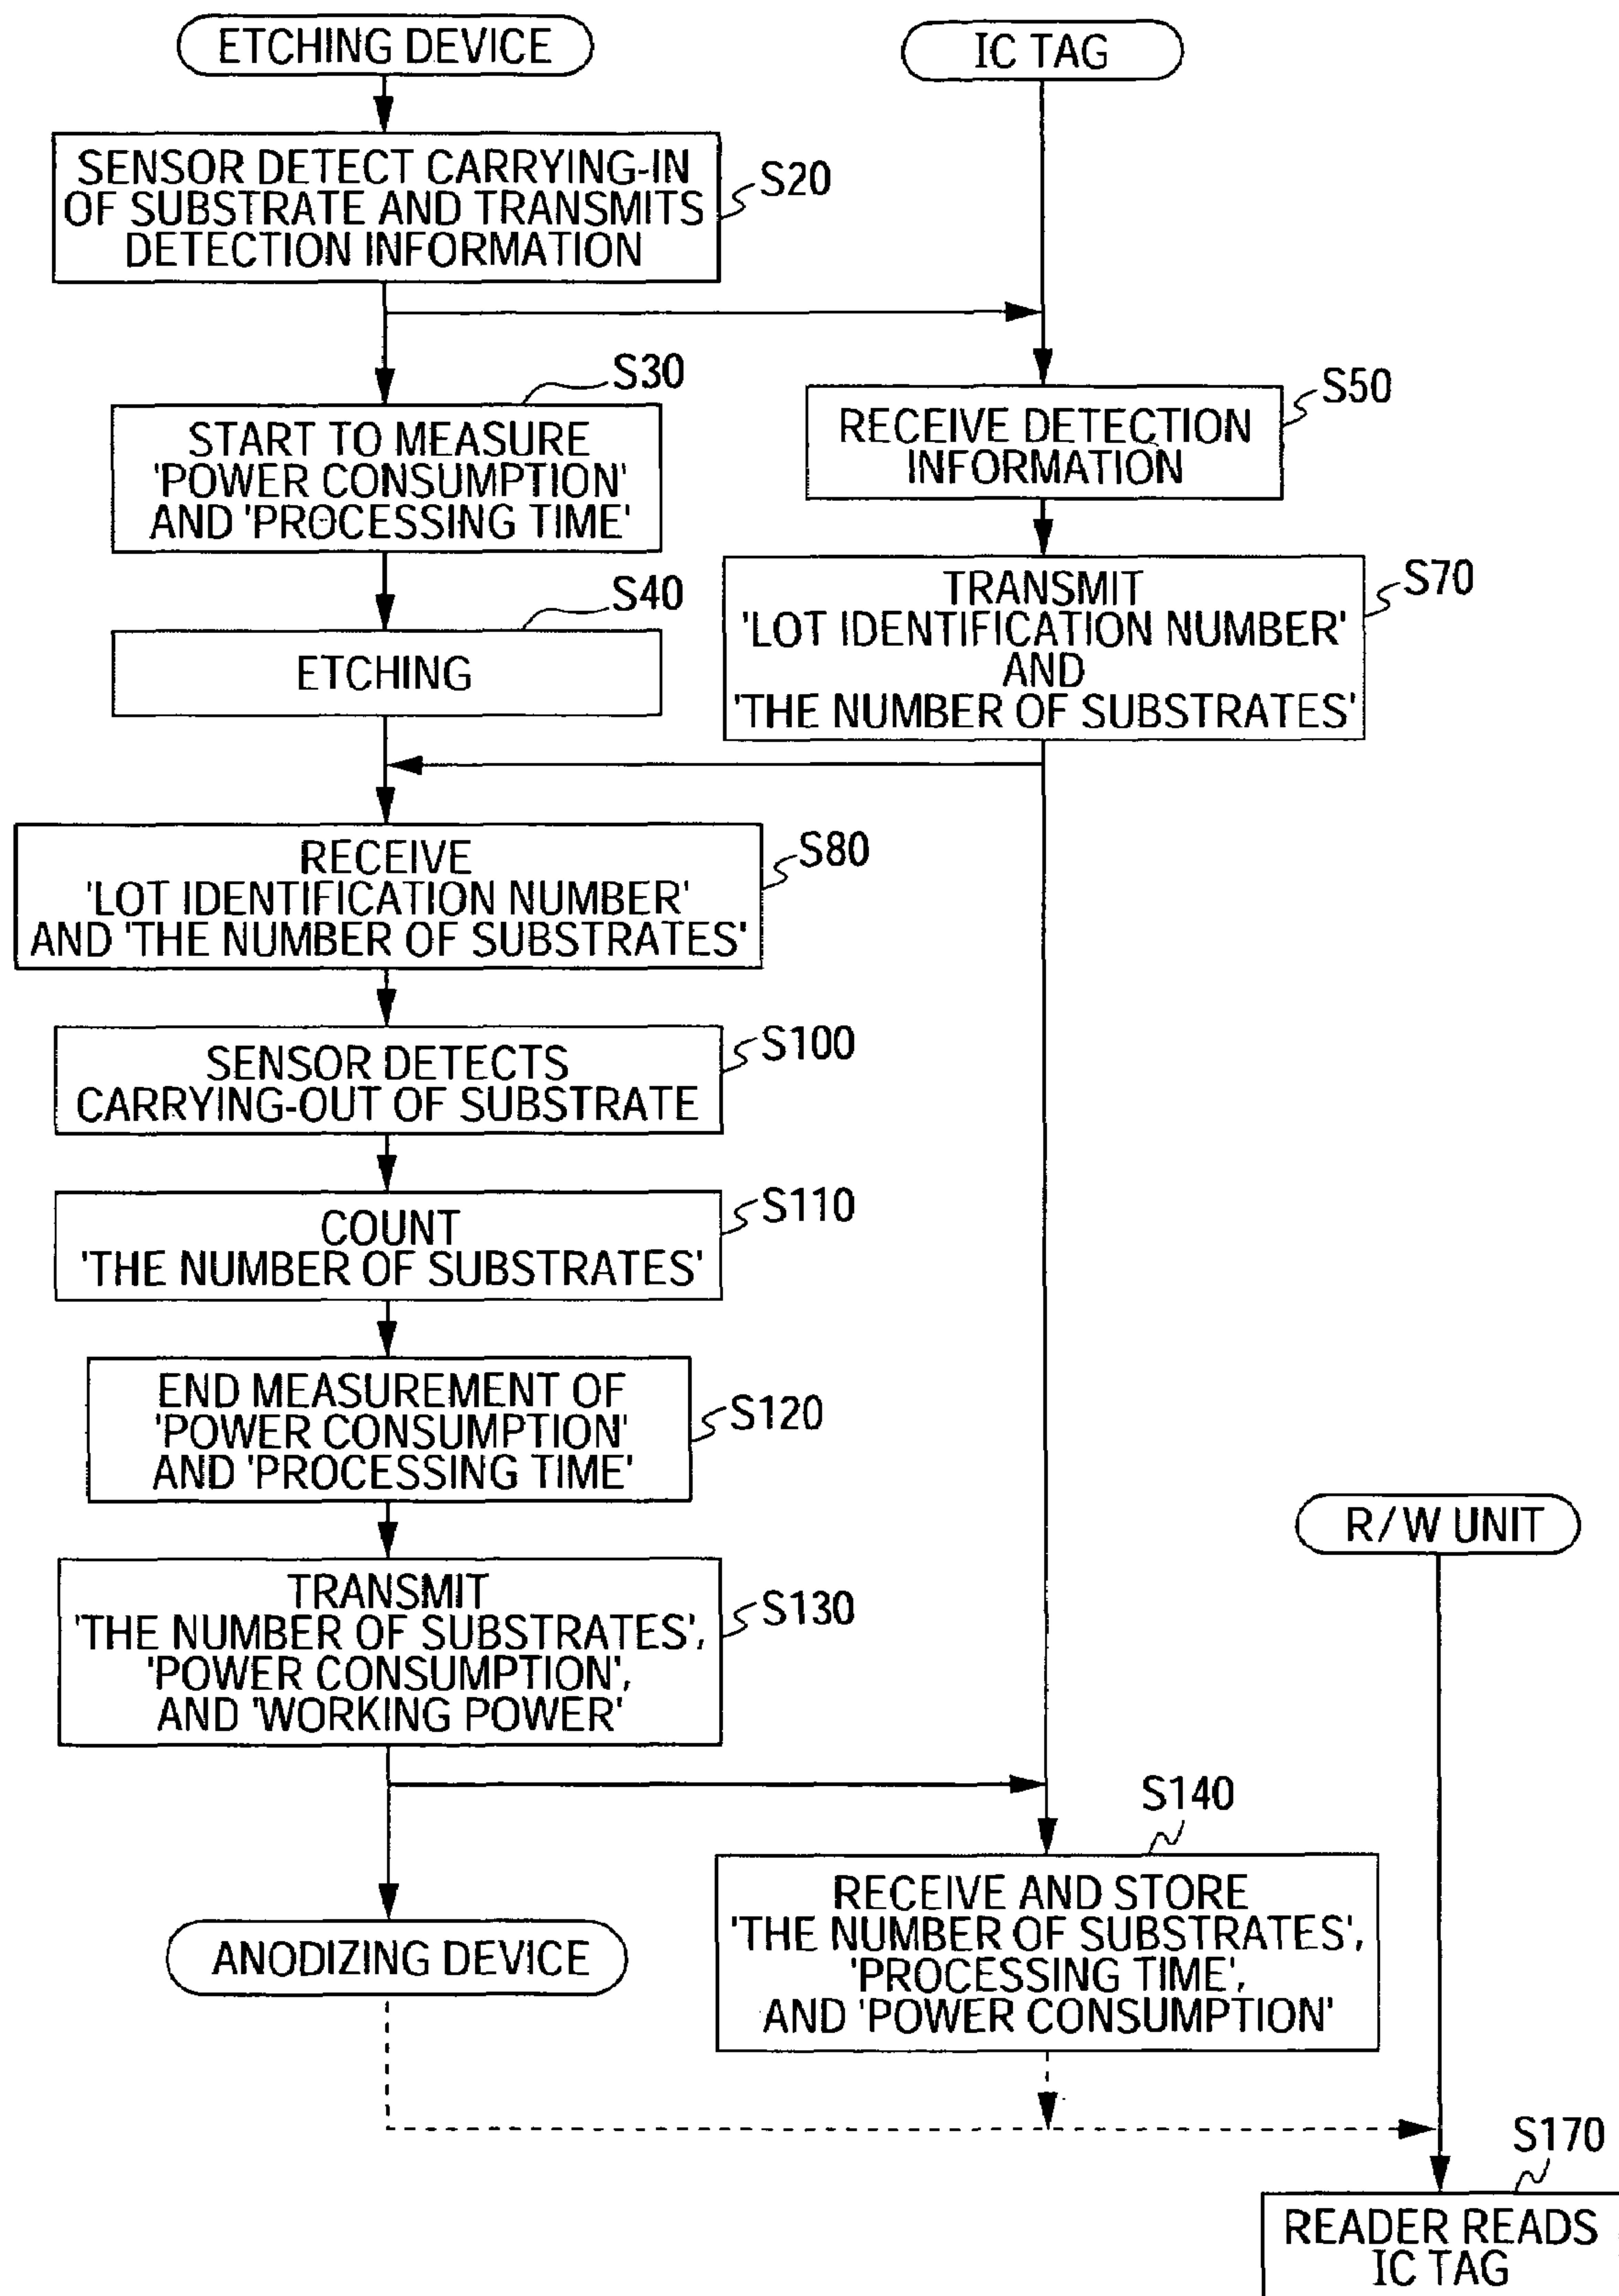 ETCHING DEVICE
IC TAG
SENSOR DETECT CARRYING-IN
OF SUBSTRATE AND TRANSMITS
DETECTION INFORMATION
S20
S30
START TO MEASURE
'POWER CONSUMPTION'
AND 'PROCESSING TIME'
S50
RECEIVE DETECTION
INFORMATION
S40
ETCHING
S70
TRANSMIT
'LOT IDENTIFICATION NUMBER'
AND
'THE NUMBER OF SUBSTRATES'
S80
RECEIVE
'LOT IDENTIFICATION NUMBER'
AND 'THE NUMBER OF SUBSTRATES'
S100
SENSOR DETECTS
CARRYING-OUT OF SUBSTRATE
S110
COUNT
'THE NUMBER OF SUBSTRATES'
S120
END MEASUREMENT OF
'POWER CONSUMPTION'
AND 'PROCESSING TIME'
R/W UNIT
S130
TRANSMIT
'THE NUMBER OF SUBSTRATES',
'POWER CONSUMPTION',
AND 'WORKING POWER'
S140
RECEIVE AND STORE
'THE NUMBER OF SUBSTRATES',
'PROCESSING TIME',
AND 'POWER CONSUMPTION'
ANODIZING DEVICE
S170
READER READS
IC TAG